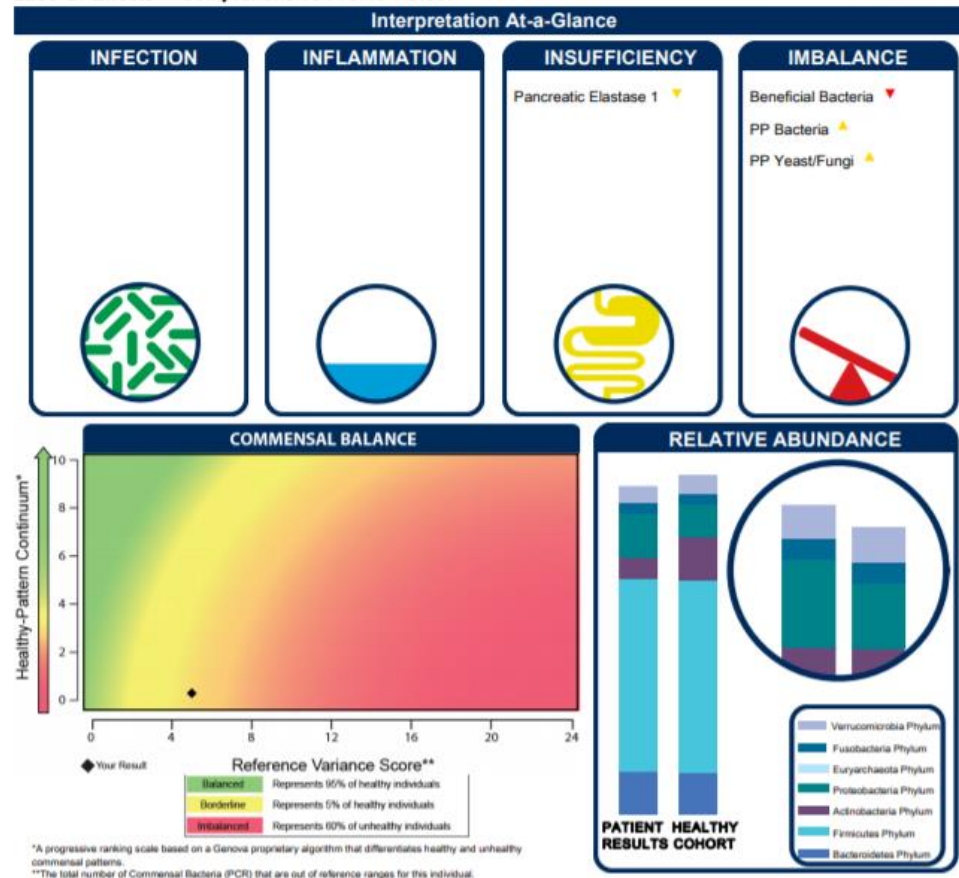 Interpretation At-a-Glance
INFECTION
INFLAMMATION
INSUFFICIENCY
Pancreatic Elastase 1
IMBALANCE
Beneficial Bacteria
PP Bacteria
PP Yeast/Fungi
COMMENSAL BALANCE
Healthy-Pattern Continuum*
10
8
6
4
2
0
0 4 8 12 16 20 24
Your Result
Reference Variance Score**
Balanced Represents 95% of healthy individuals
Borderline Represents 5% of healthy individuals
Imbalanced Represents 60% of unhealthy individuals
*A progressive ranking scale based on a Genova proprietary algorithm that differentiates healthy and unhealthy
commensal patterns.
**The total number of Commensal Bacteria (PCR) that are out of reference ranges for this individual.
RELATIVE ABUNDANCE
PATIENT HEALTHY
RESULTS COHORT
Verrucomicrobia Phylum
Fusobacteria Phylum
Euryarchaeota Phylum
Proteobacteria Phylum
Actinobacteria Phylum
Firmicutes Phylum
Bacteroidetes Phylum